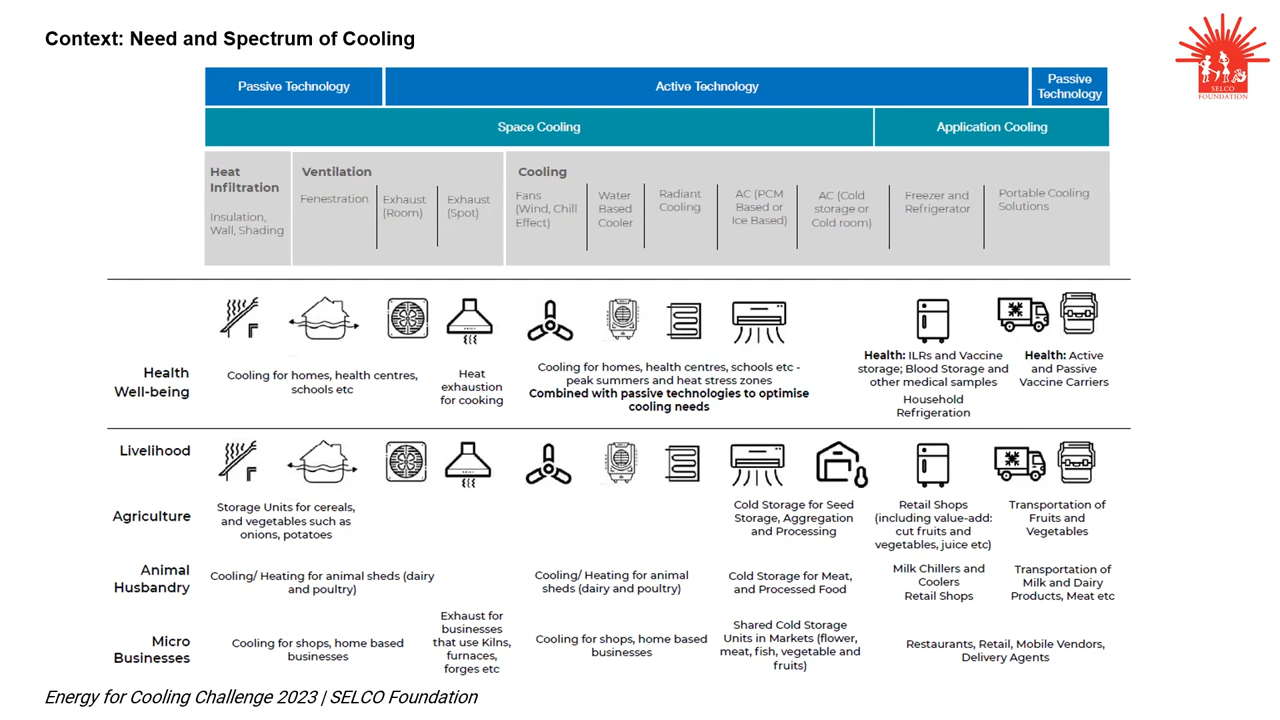 Context: Need and Spectrum of Cooling
SELCO
FOUNDATION
Passive Technology
Active Technology
Passive
Technology
Space Cooling
Application Cooling
Heat
Infiltration
Insulation,
Wall, Shading
Ventilation
Fenestration
Exhaust
(Room)
Exhaust
(Spot)
Cooling
Fans
(Wind, Chill
Effect)
Water
Based
Cooler
Radiant
Cooling
AC (PCM
Based or
Ice Based)
AC (Cold
storage or
Cold room)
Freezer and
Refrigerator
Portable Cooling
Solutions
Health
Well-being
Cooling for homes, health centres,
schools etc
Heat
exhaustion
for cooking
Cooling for homes, health centres, schools etc -
peak summers and heat stress zones
Combined with passive technologies to optimise
cooling needs
Health: ILRs and Vaccine
storage; Blood Storage and
other medical samples
Household
Refrigeration
Health: Active
and Passive
Vaccine Carriers
Livelihood
Agriculture
Storage Units for cereals,
and vegetables such as
onions, potatoes
Cold Storage for Seed
Storage, Aggregation
and Processing
Retail Shops
(including value-add:
cut fruits and
vegetables, juice etc)
Transportation of
Fruits and
Vegetables
Animal
Husbandry
Cooling/ Heating for animal sheds (dairy
and poultry)
Cooling/ Heating for animal
sheds (dairy and poultry)
Cold Storage for Meat,
and Processed Food
Milk Chillers and
Coolers
Retail Shops
Transportation of
Milk and Dairy
Products, Meat etc
Micro
Businesses
Cooling for shops, home based
businesses
Exhaust for
businesses
that use Kilns,
furnaces,
forges etc
Cooling for shops, home based
businesses
Shared Cold Storage
Units in Markets (flower,
meat, fish, vegetable and
fruits)
Restaurants, Retail, Mobile Vendors,
Delivery Agents
Energy for Cooling Challenge 2023 | SELCO Foundation